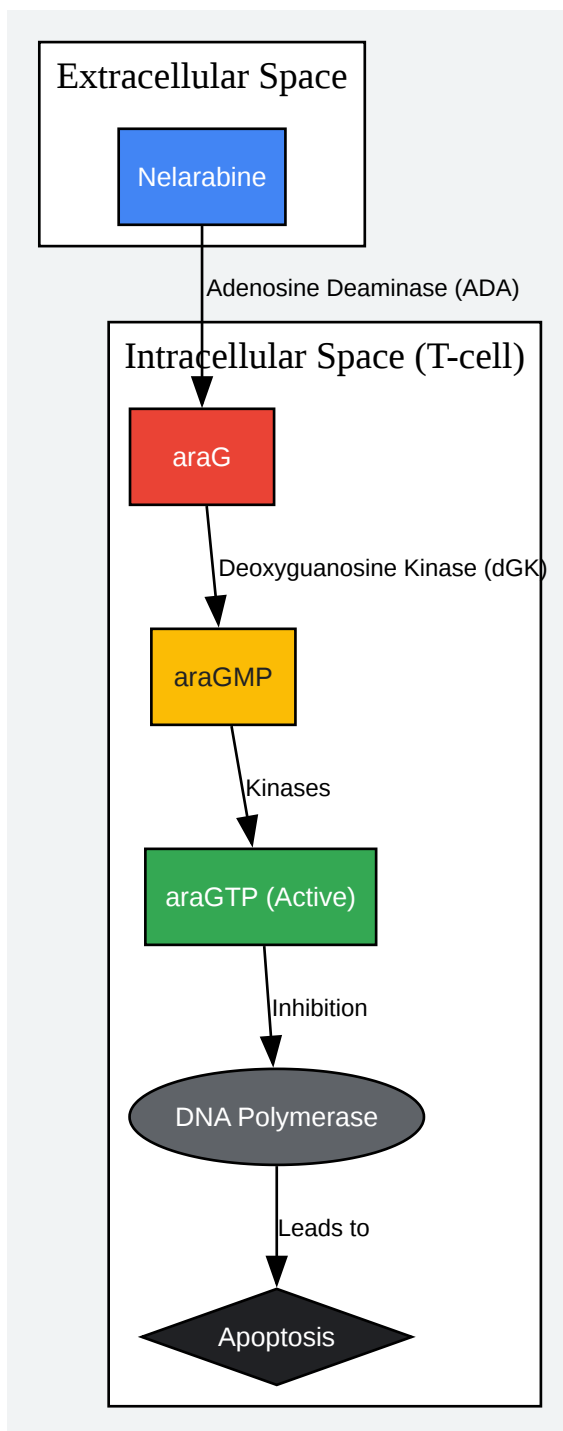 Extracellular Space
Nelarabine
Adenosine Deaminase (ADA)
Intracellular Space (T-cell)
araG
Deoxyguanosine Kinase (dGK)
araGMP
Kinases
araGTP (Active)
Inhibition
DNA Polymerase
Leads to
Apoptosis